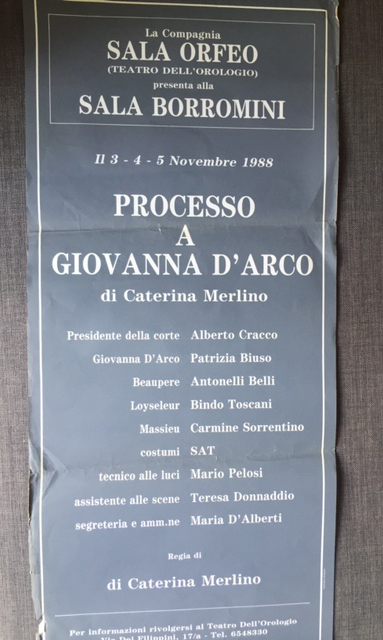 La Compagnia
SALA ORFEO
(TEATRO DELL'OROLOGIO)
presenta alla
SALA BORROMINI
Il 3 - 4 - 5 Novembre 1988
PROCESSO
A
GIOVANNA D'ARCO
di Caterina Merlino
Presidente della corte Alberto Cracco
Giovanna D'Arco Patrizia Biuso
Beaupere Antonelli Belli
Loyseleur Bindo Toscani
Massieu Carmine Sorrentino
costumi SAT
tecnico alle luci Mario Pelosi
assistente alle scene Teresa Donnaddio
segreteria e amm.ne Maria D'Alberti
Regia di
di Caterina Merlino
Per informazioni rivolgersi al Teatro Dell'Orologio
Via Dei Filippini, 17/a - Tel. 6548330